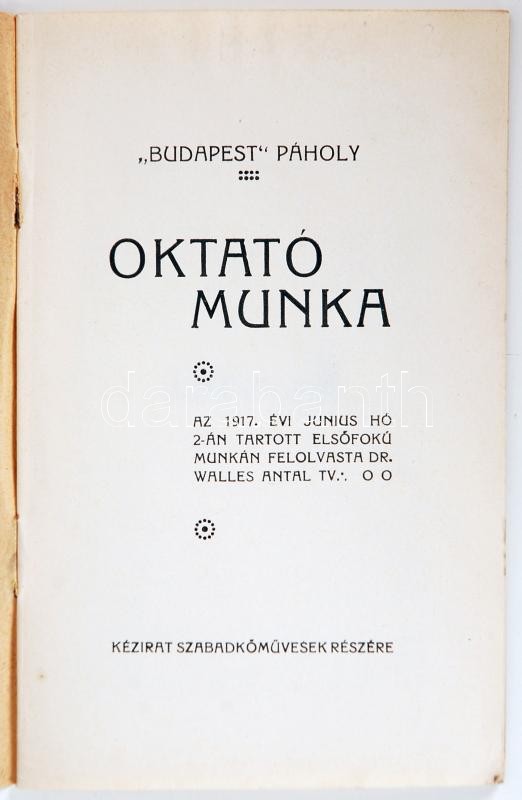 „BUDAPEST“ PÁHOLY
OKTATÓ
MUNKA
darabanth
AZ 1917. ÉVI JUNIUS HÓ
2-ÁN TARTOTT ELSŐFOKÚ
MUNKÁN FELOLVASTA DR.
WALLES ANTAL TV.∴ O O
KÉZIRAT SZABADKŐMŰVESEK RÉSZÉRE